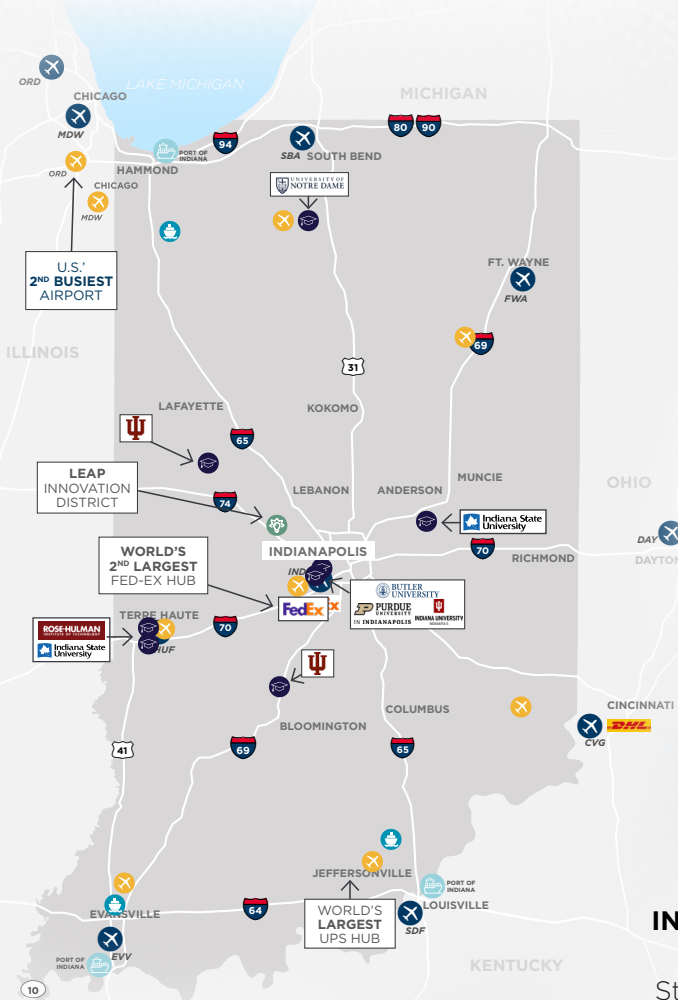 LAKE MICHIGAN
MICHIGAN
ORD
CHICAGO
MDW
80
90
94
PORT OF
INDIANA
SBA SOUTH BEND
HAMMOND
ORD
CHICAGO
MDW
UNIVERSITY OF
NOTRE DAME
U.S.'
2ND BUSIEST
AIRPORT
FT. WAYNE
FWA
69
ILLINOIS
31
LAFAYETTE
KOKOMO
65
LEAP
INNOVATION
DISTRICT
74
LEBANON
ANDERSON
MUNCIE
OHIO
Indiana State
University
DAY
DAYTON
INDIANAPOLIS
70
RICHMOND
WORLD'S
2ND LARGEST
FED-EX HUB
IND
FedEx
BUTLER
UNIVERSITY
PURDUE
UNIVERSITY
IN INDIANAPOLIS
INDIANA UNIVERSITY
INDIANAPOLIS
TERRE HAUTE
70
ROSE-HULMAN
INSTITUTE OF TECHNOLOGY
Indiana State
University
HUF
COLUMBUS
CINCINNATI
DHL
CVG
BLOOMINGTON
41
69
65
JEFFERSONVILLE
PORT OF
INDIANA
LOUISVILLE
WORLD'S
LARGEST
UPS HUB
SDF
64
EVANSVILLE
EVV
PORT OF
INDIANA
KENTUCKY
IN
St
10